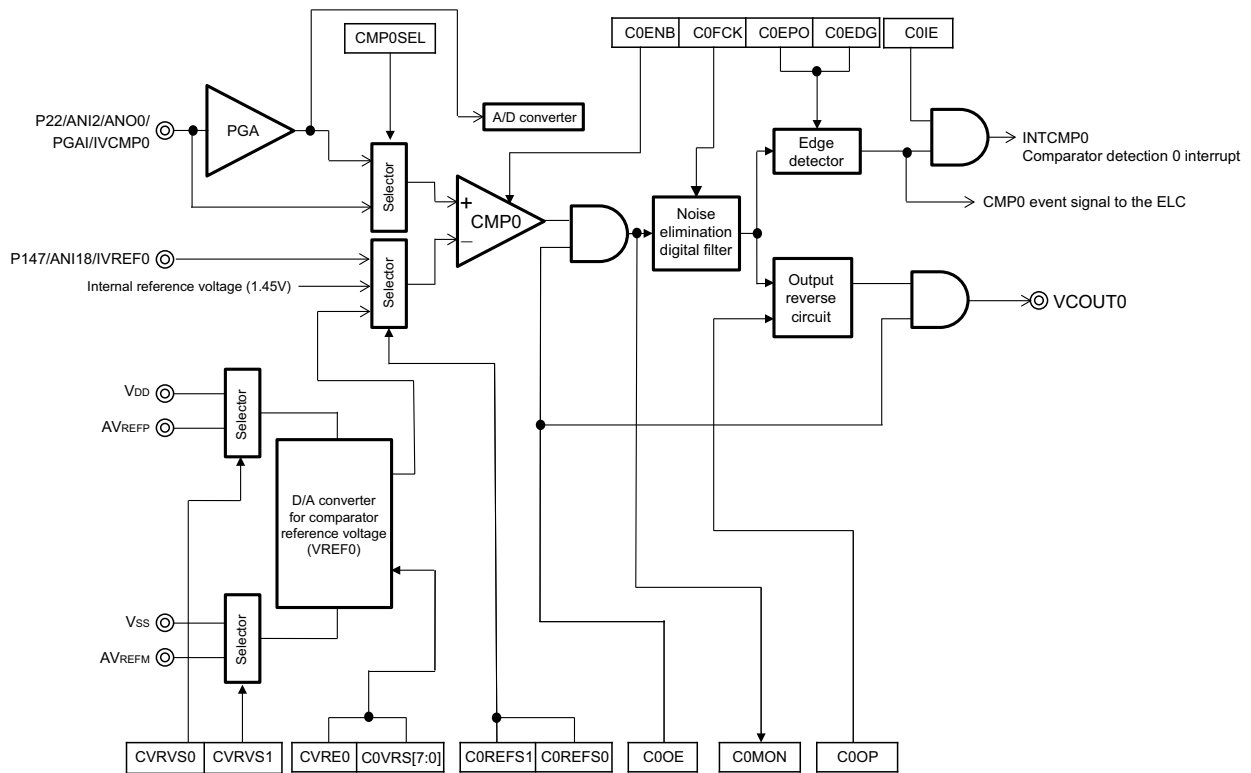 C0ENB C0FCK C0EPO C0EDG C0IE
CMP0SEL
P22/ANI2/ANO0/
PGAI/IVCMP0
PGA
A/D converter
Selector
Edge
detector
INTCMP0
Comparator detection 0 interrupt
CMP0 event signal to the ELC
+
CMP0
–
Noise
elimination
digital filter
P147/ANI18/IVREF0
Internal reference voltage (1.45V)
Selector
Output
reverse
circuit
VCOUT0
VDD
AVREFP
Selector
D/A converter
for comparator
reference voltage
(VREF0)
VSS
AVREFM
Selector
CVRVS0 CVRVS1 CVRE0 C0VRS[7:0] C0REFS1 C0REFS0 C0OE C0MON C0OP